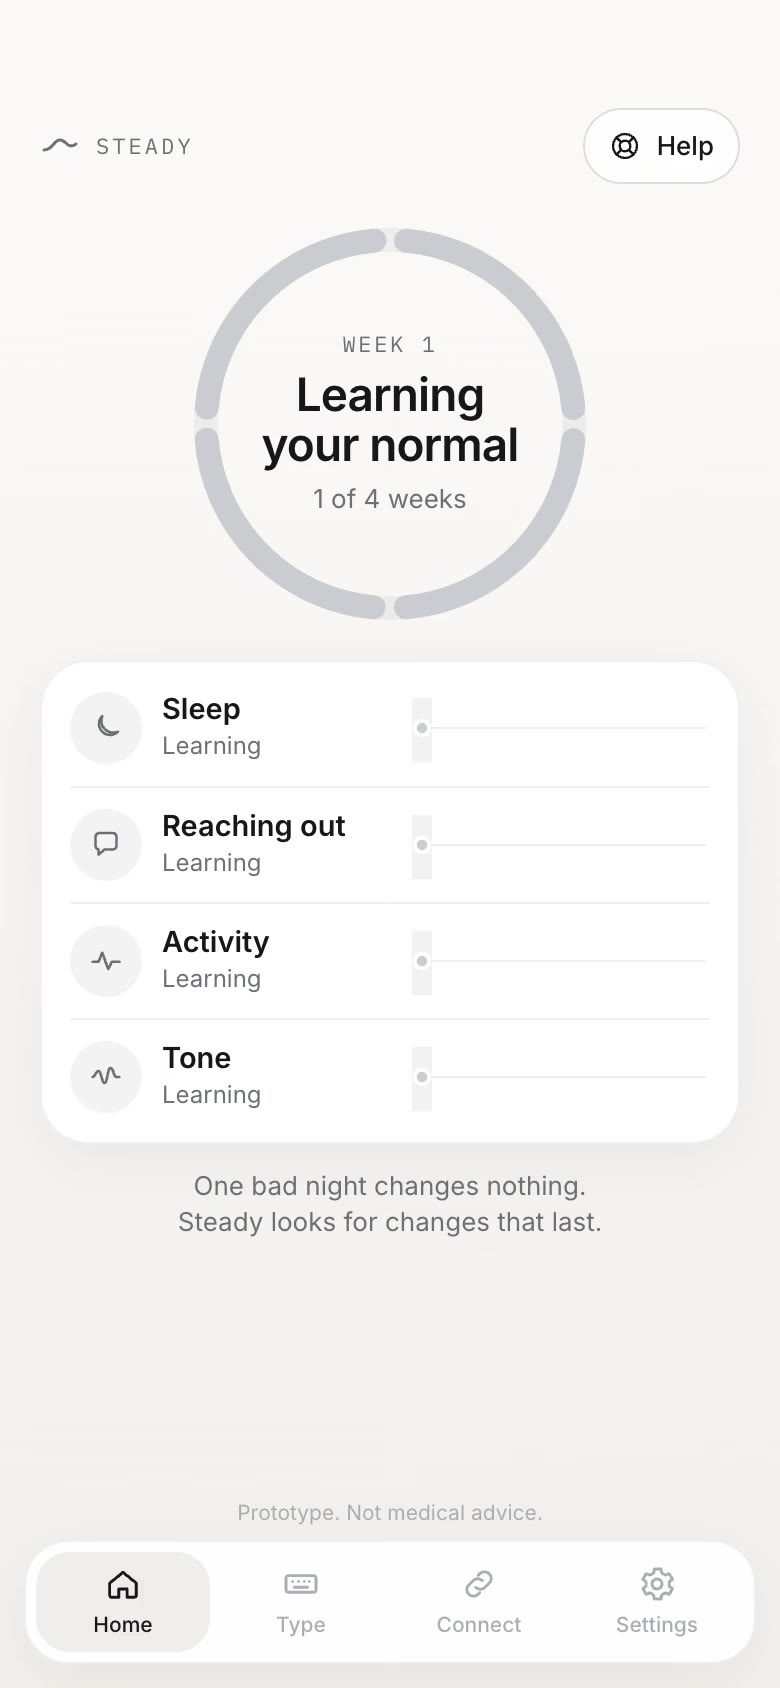 STEADY
Help
WEEK 1
Learning
your normal
1 of 4 weeks
Sleep
Learning
Reaching out
Learning
Activity
Learning
Tone
Learning
One bad night changes nothing.
Steady looks for changes that last.
Prototype. Not medical advice.
Home
Type
Connect
Settings